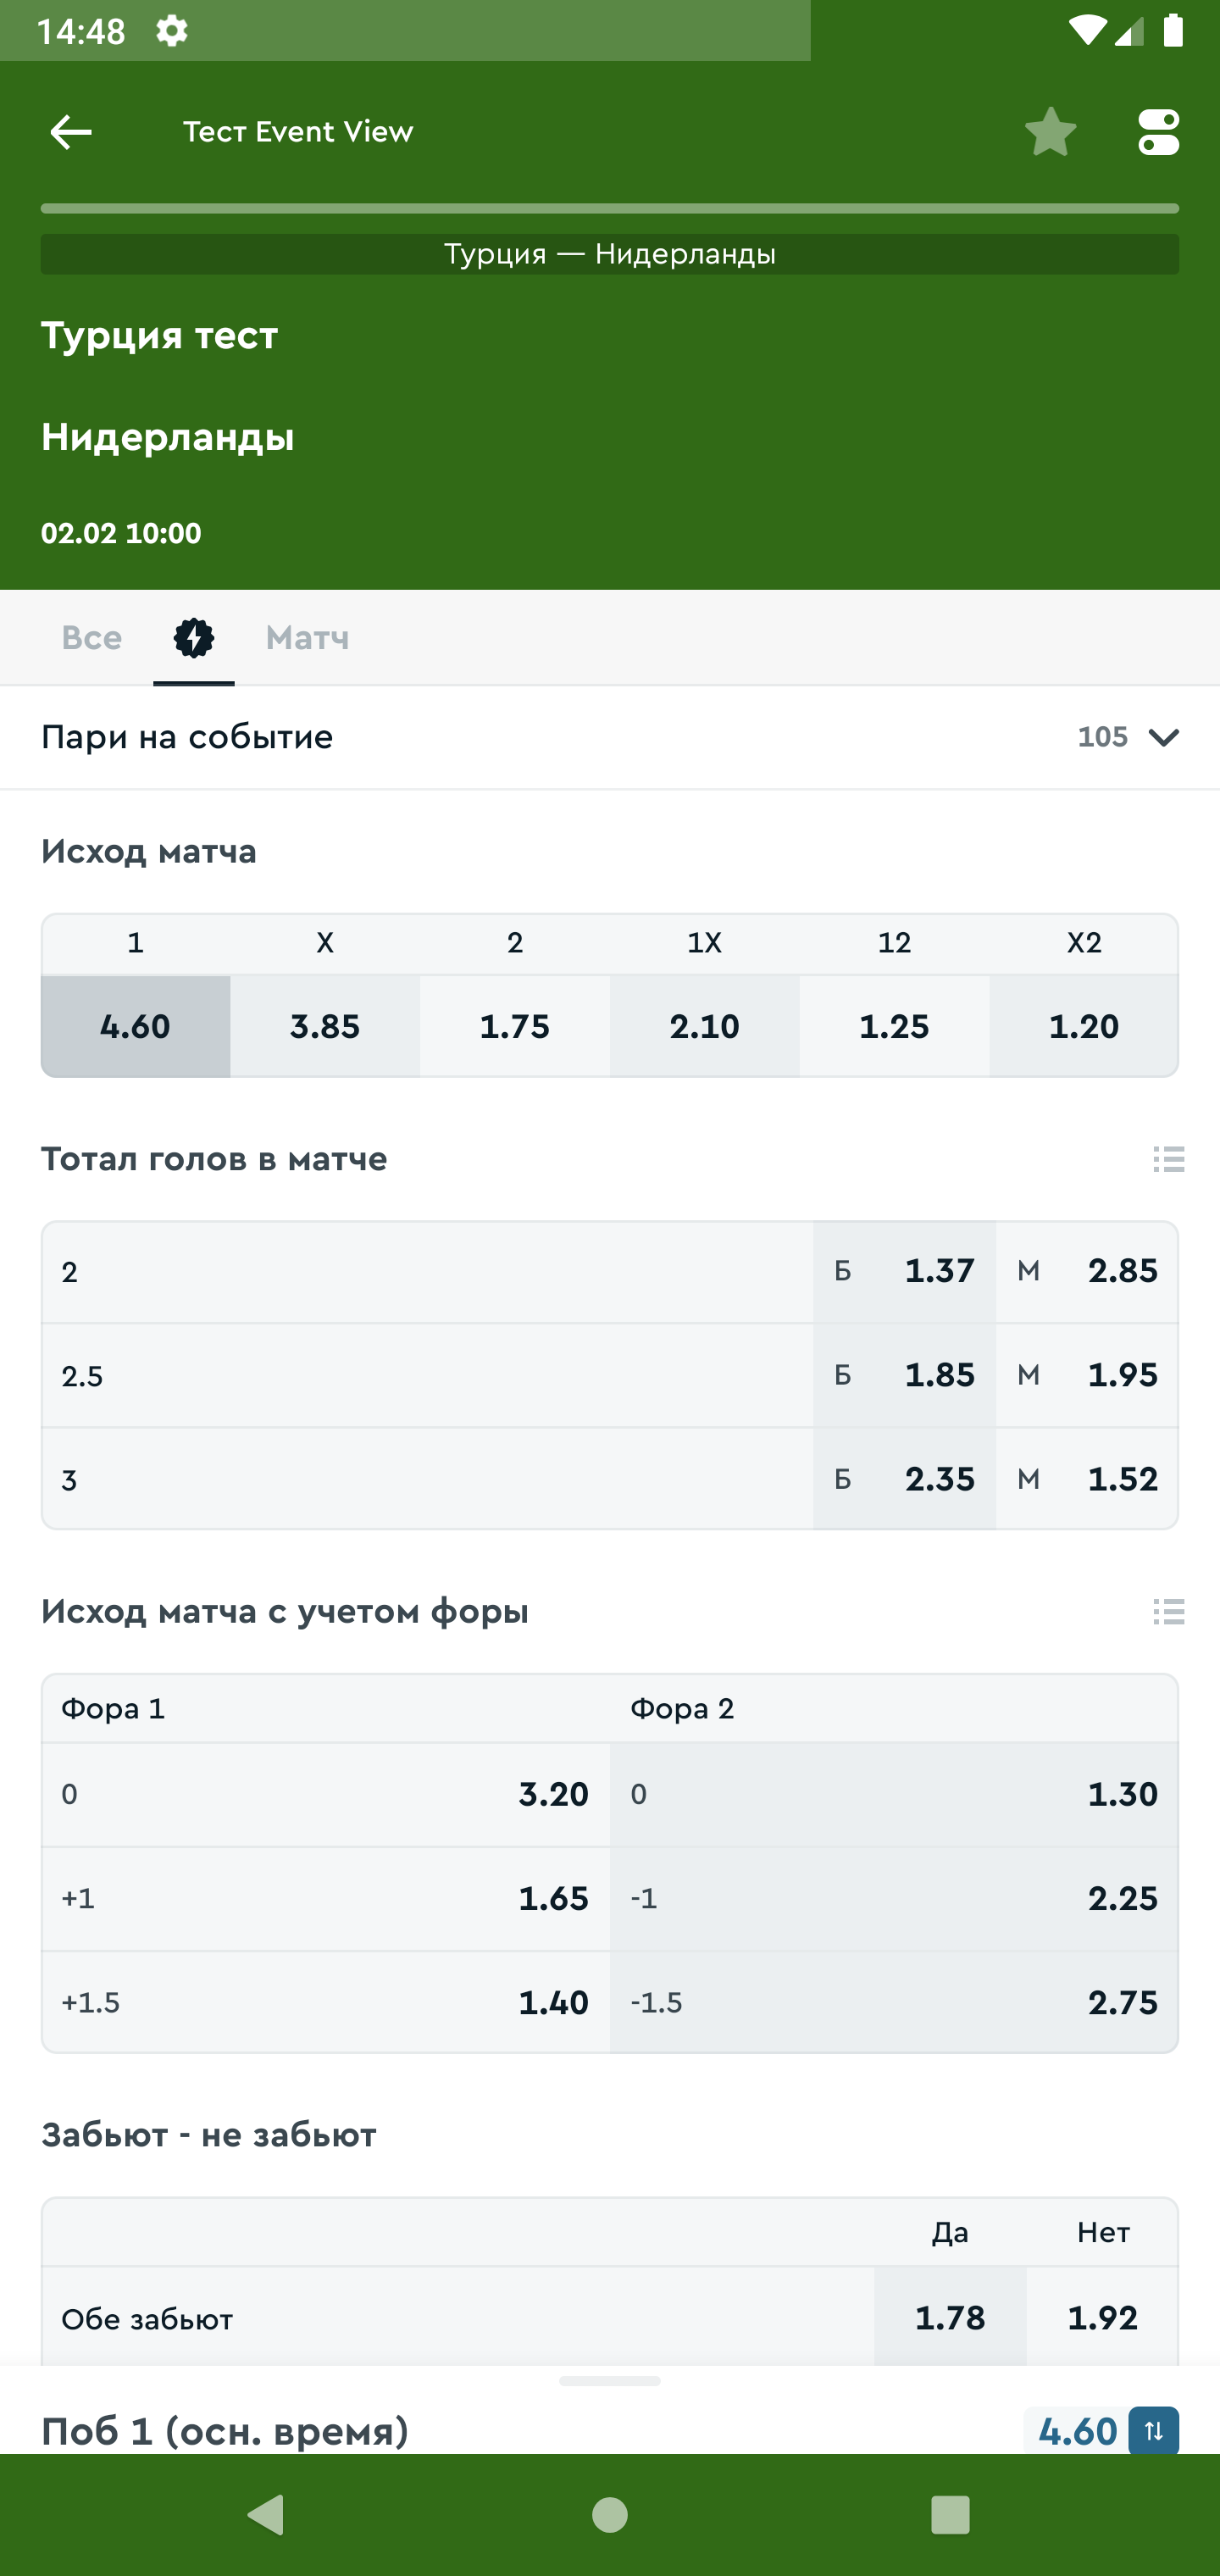 14:48
Тест Event View
Турция — Нидерланды
Турция тест
Нидерланды
02.02 10:00
Все Матч
Пари на событие 105
Исход матча
1 X 2 1X 12 X2
4.60 3.85 1.75 2.10 1.25 1.20
Тотал голов в матче
2 Б 1.37 М 2.85
2.5 Б 1.85 М 1.95
3 Б 2.35 М 1.52
Исход матча с учетом форы
Фора 1 Фора 2
0 3.20 0 1.30
+1 1.65 -1 2.25
+1.5 1.40 -1.5 2.75
Забьют - не забьют
Да Нет
Обе забьют 1.78 1.92
Поб 1 (осн. время) 4.60